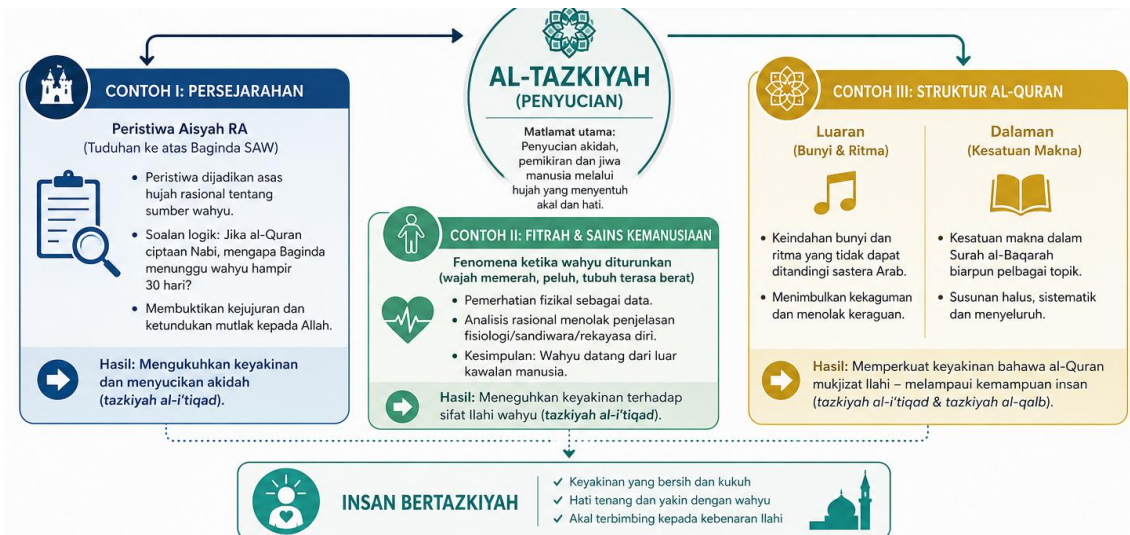 AL-TAZKIYAH
(PENYUCIAN)
Matlamat utama:
Penyucian akidah,
pemikiran dan jiwa
manusia melalui
hujah yang menyentuh
akal dan hati.
CONTOH I: PERSEJARAHAN
Peristiwa Aisyah RA
(Tuduhan ke atas Baginda SAW)
• Peristiwa dijadikan asas
hujah rasional tentang
sumber wahyu.
• Soalan logik: Jika al-Quran
ciptaan Nabi, mengapa Baginda
menunggu wahyu hampir
30 hari?
• Membuktikan kejujuran dan
ketundukan mutlak kepada Allah.
Hasil: Mengukuhkan keyakinan
dan menyucikan akidah
(tazkiyah al-i'tiqad).
CONTOH II: FITRAH & SAINS KEMANUSIAAN
Fenomena ketika wahyu diturunkan
(wajah memerah, peluh, tubuh terasa berat)
• Pemerhatian fizikal sebagai data.
• Analisis rasional menolak penjelasan
fisiologi/sandiwara/rekayasa diri.
• Kesimpulan: Wahyu datang dari luar
kawalan manusia.
Hasil: Meneguhkan keyakinan terhadap
sifat Ilahi wahyu (tazkiyah al-i'tiqad).
CONTOH III: STRUKTUR AL-QURAN
Luaran
(Bunyi & Ritma)
• Keindahan bunyi dan
ritma yang tidak dapat
ditandingi sastera Arab.
• Menimbulkan kekaguman
dan menolak keraguan.
Dalaman
(Kesatuan Makna)
• Kesatuan makna dalam
Surah al-Baqarah
biarpun pelbagai topik.
• Susunan halus, sistematik
dan menyeluruh.
Hasil: Memperkuat keyakinan bahawa al-Quran
mukjizat Ilahi – melampaui kemampuan insan
(tazkiyah al-i'tiqad & tazkiyah al-qalb).
INSAN BERTAZKIYAH
✓ Keyakinan yang bersih dan kukuh
✓ Hati tenang dan yakin dengan wahyu
✓ Akal terbimbing kepada kebenaran Ilahi